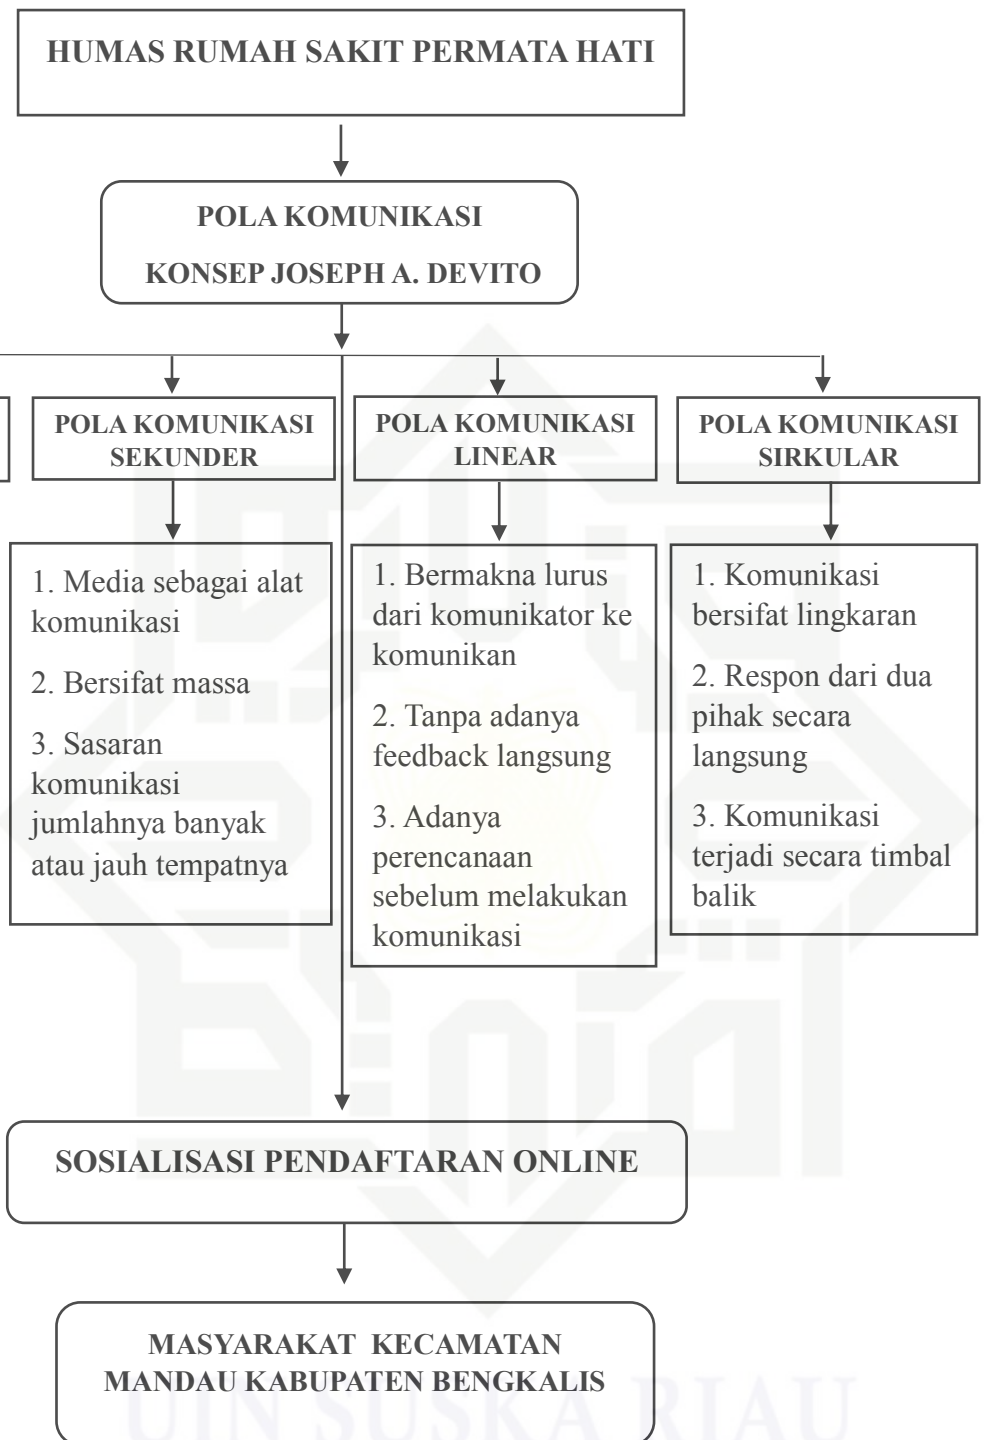 HUMAS RUMAH SAKIT PERMATA HATI
POLA KOMUNIKASI
KONSEP JOSEPH A. DEVITO
POLA KOMUNIKASI
SEKUNDER
POLA KOMUNIKASI
LINEAR
POLA KOMUNIKASI
SIRKULAR
1. Media sebagai alat
komunikasi
2. Bersifat massa
3. Sasaran
komunikasi
jumlahnya banyak
atau jauh tempatnya
1. Bermakna lurus
dari komunikator ke
komunikan
2. Tanpa adanya
feedback langsung
3. Adanya
perencanaan
sebelum melakukan
komunikasi
1. Komunikasi
bersifat lingkaran
2. Respon dari dua
pihak secara
langsung
3. Komunikasi
terjadi secara timbal
balik
SOSIALISASI PENDAFTARAN ONLINE
MASYARAKAT KECAMATAN
MANDAU KABUPATEN BENGKALIS
UIN SUSKA RIAU